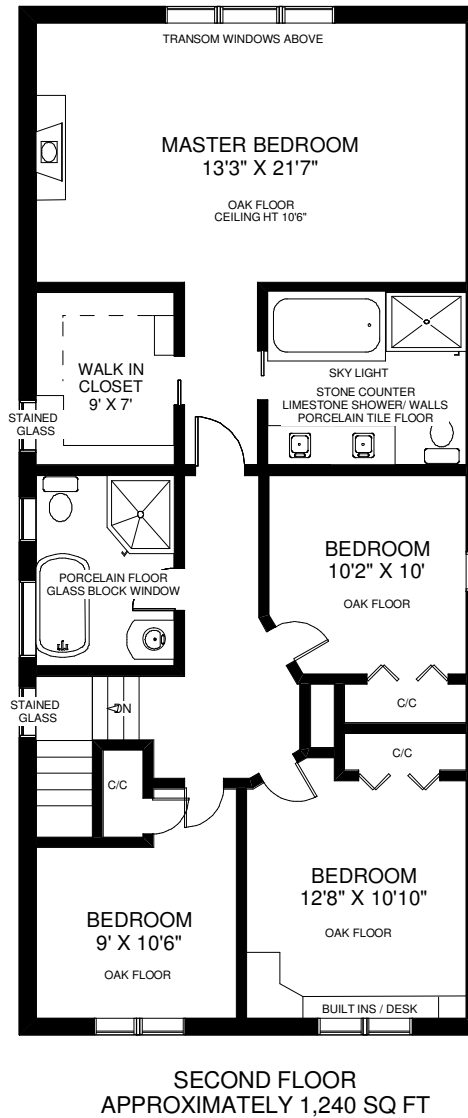 TRANSOM WINDOWS ABOVE
MASTER BEDROOM
13'3" X 21'7"
OAK FLOOR
CEILING HT 10'6"
WALK IN
CLOSET
9' X 7'
SKY LIGHT
STONE COUNTER
LIMESTONE SHOWER/ WALLS
PORCELAIN TILE FLOOR
STAINED
GLASS
BEDROOM
10'2" X 10'
OAK FLOOR
PORCELAIN FLOOR
GLASS BLOCK WINDOW
STAINED
GLASS
DN
C/C
C/C
C/C
BEDROOM
12'8" X 10'10"
OAK FLOOR
BEDROOM
9' X 10'6"
OAK FLOOR
BUILT INS / DESK
SECOND FLOOR
APPROXIMATELY 1,240 SQ FT